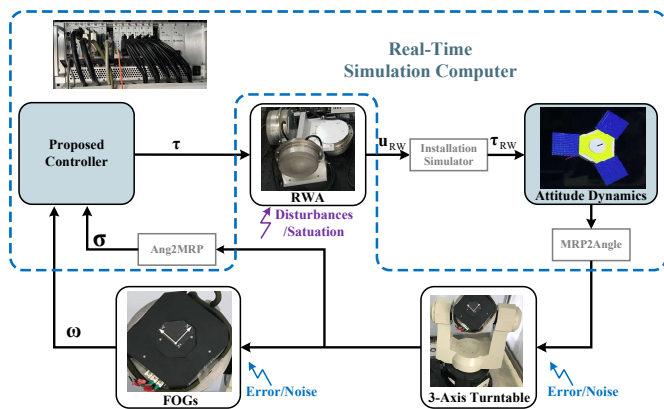 Real-Time
Simulation Computer
Proposed
Controller
τ
RWA
u_RW
Installation
Simulator
τ_RW
Attitude Dynamics
Disturbances
/Satuation
σ
Ang2MRP
MRP2Angle
ω
FOGs
Error/Noise
3-Axis Turntable
Error/Noise